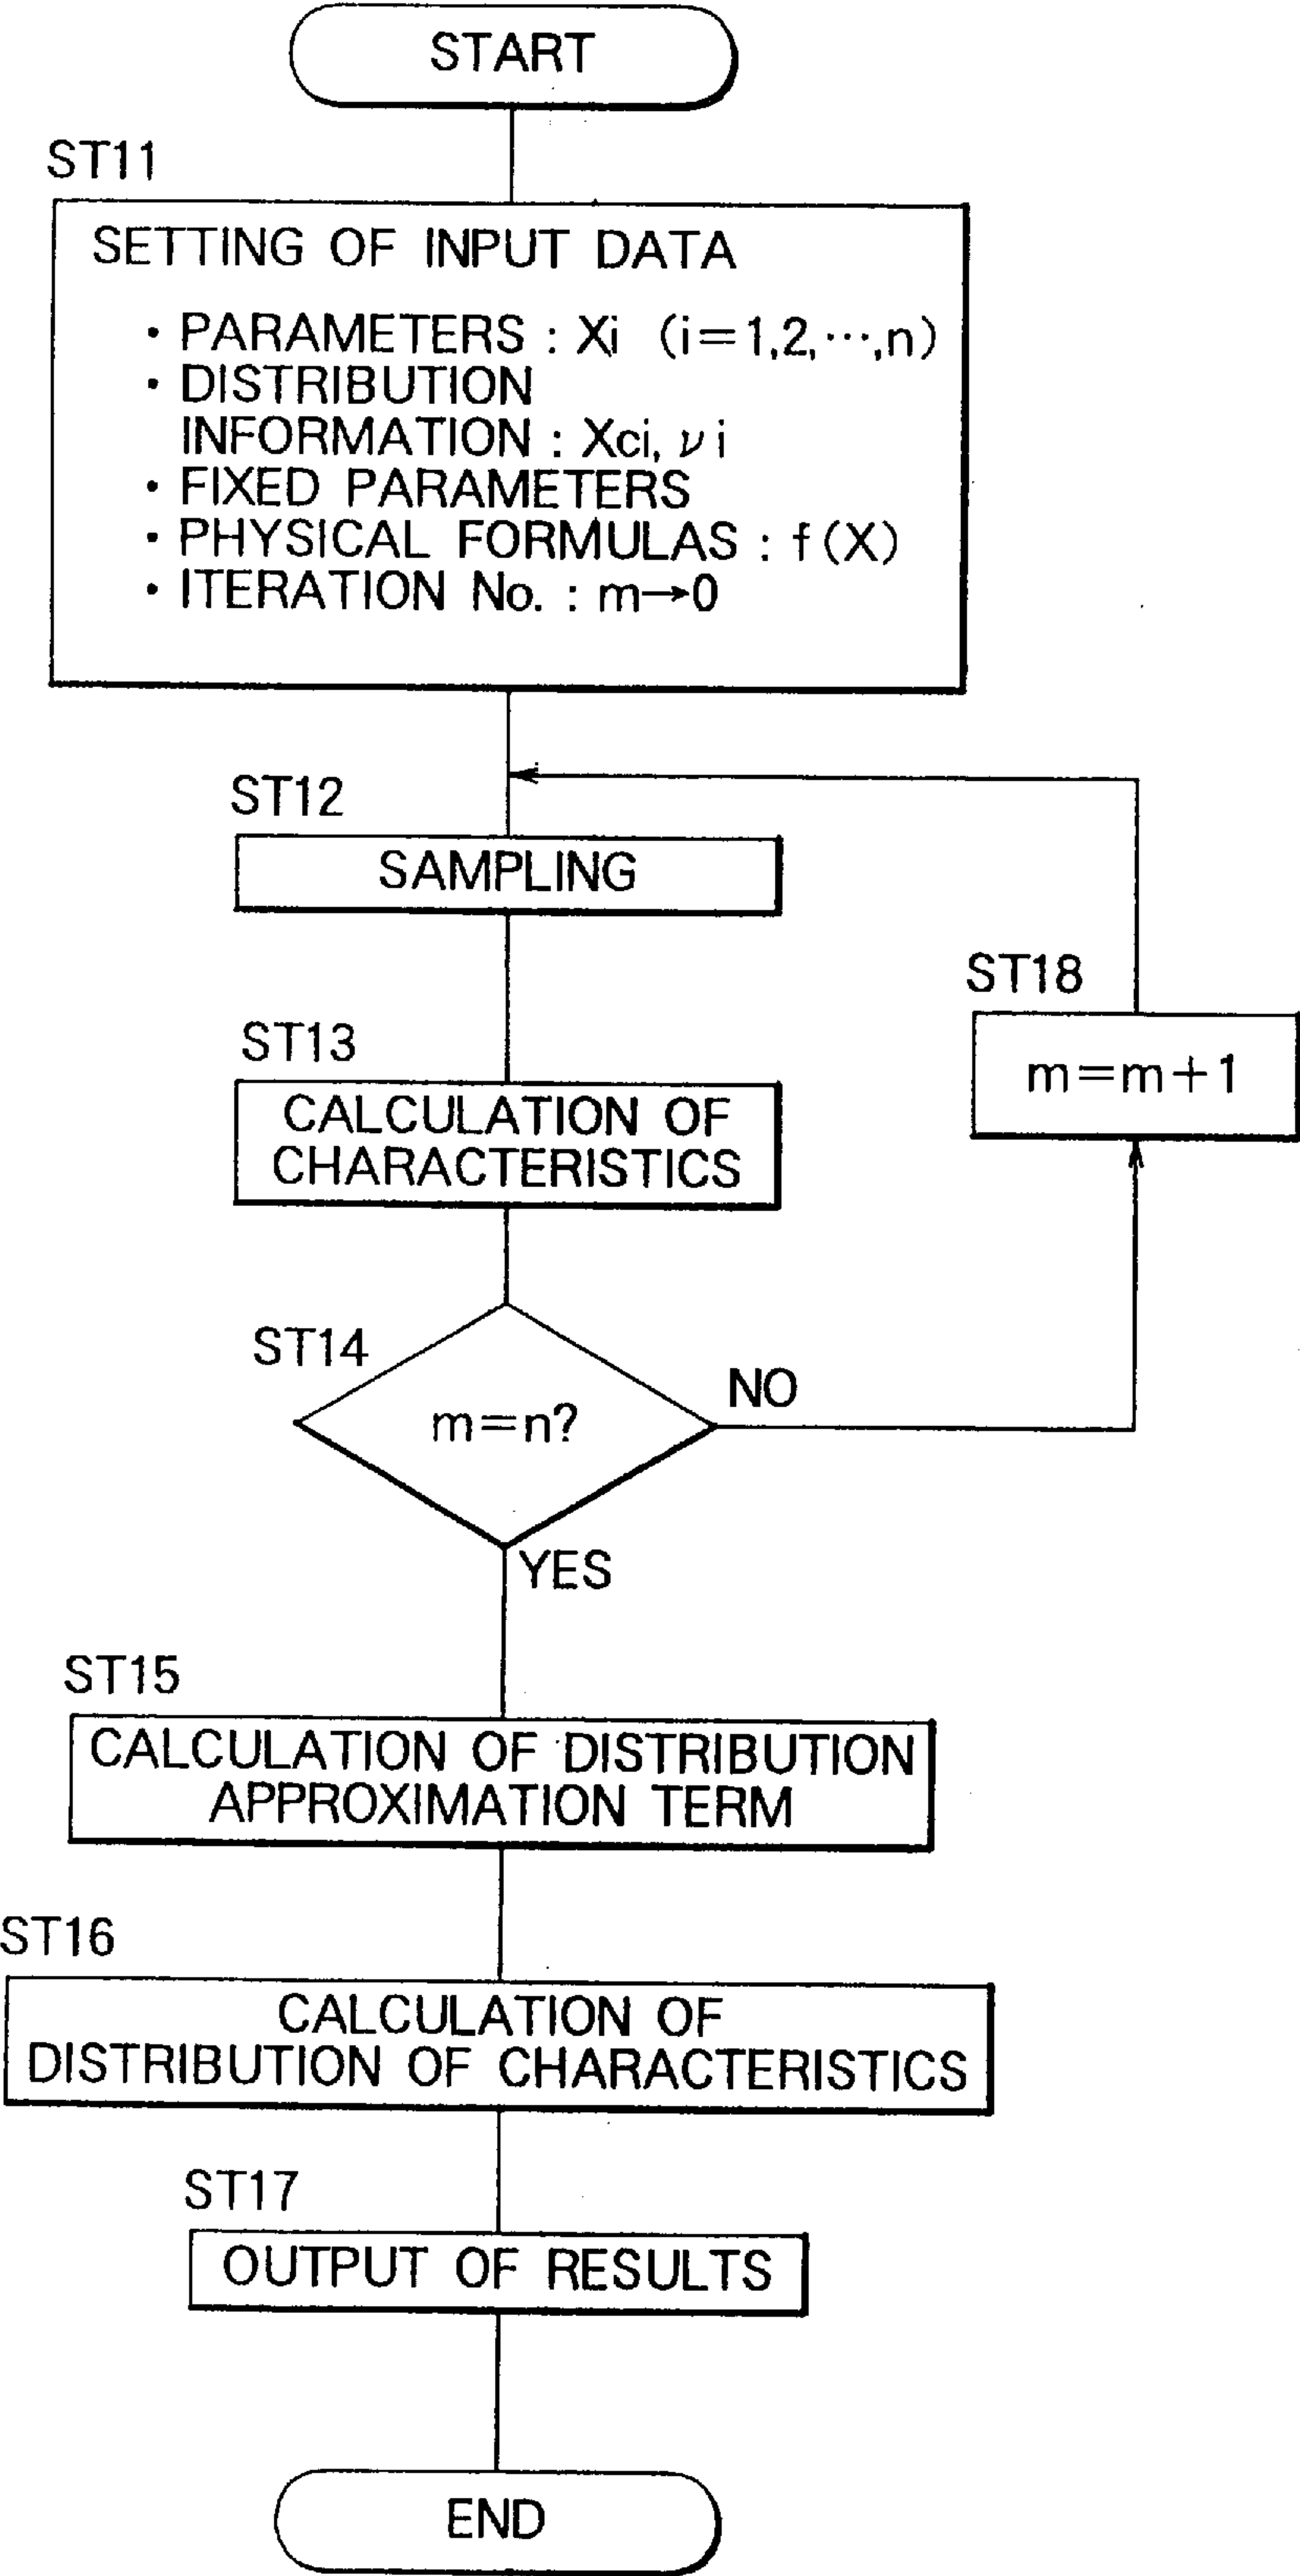 START
ST11
SETTING OF INPUT DATA
・PARAMETERS : Xi (i=1,2,⋯,n)
・DISTRIBUTION
INFORMATION : Xci, νi
・FIXED PARAMETERS
・PHYSICAL FORMULAS : f(X)
・ITERATION No. : m→0
ST12
SAMPLING
ST18
m=m+1
ST13
CALCULATION OF
CHARACTERISTICS
ST14
m=n?
NO
YES
ST15
CALCULATION OF DISTRIBUTION
APPROXIMATION TERM
ST16
CALCULATION OF
DISTRIBUTION OF CHARACTERISTICS
ST17
OUTPUT OF RESULTS
END